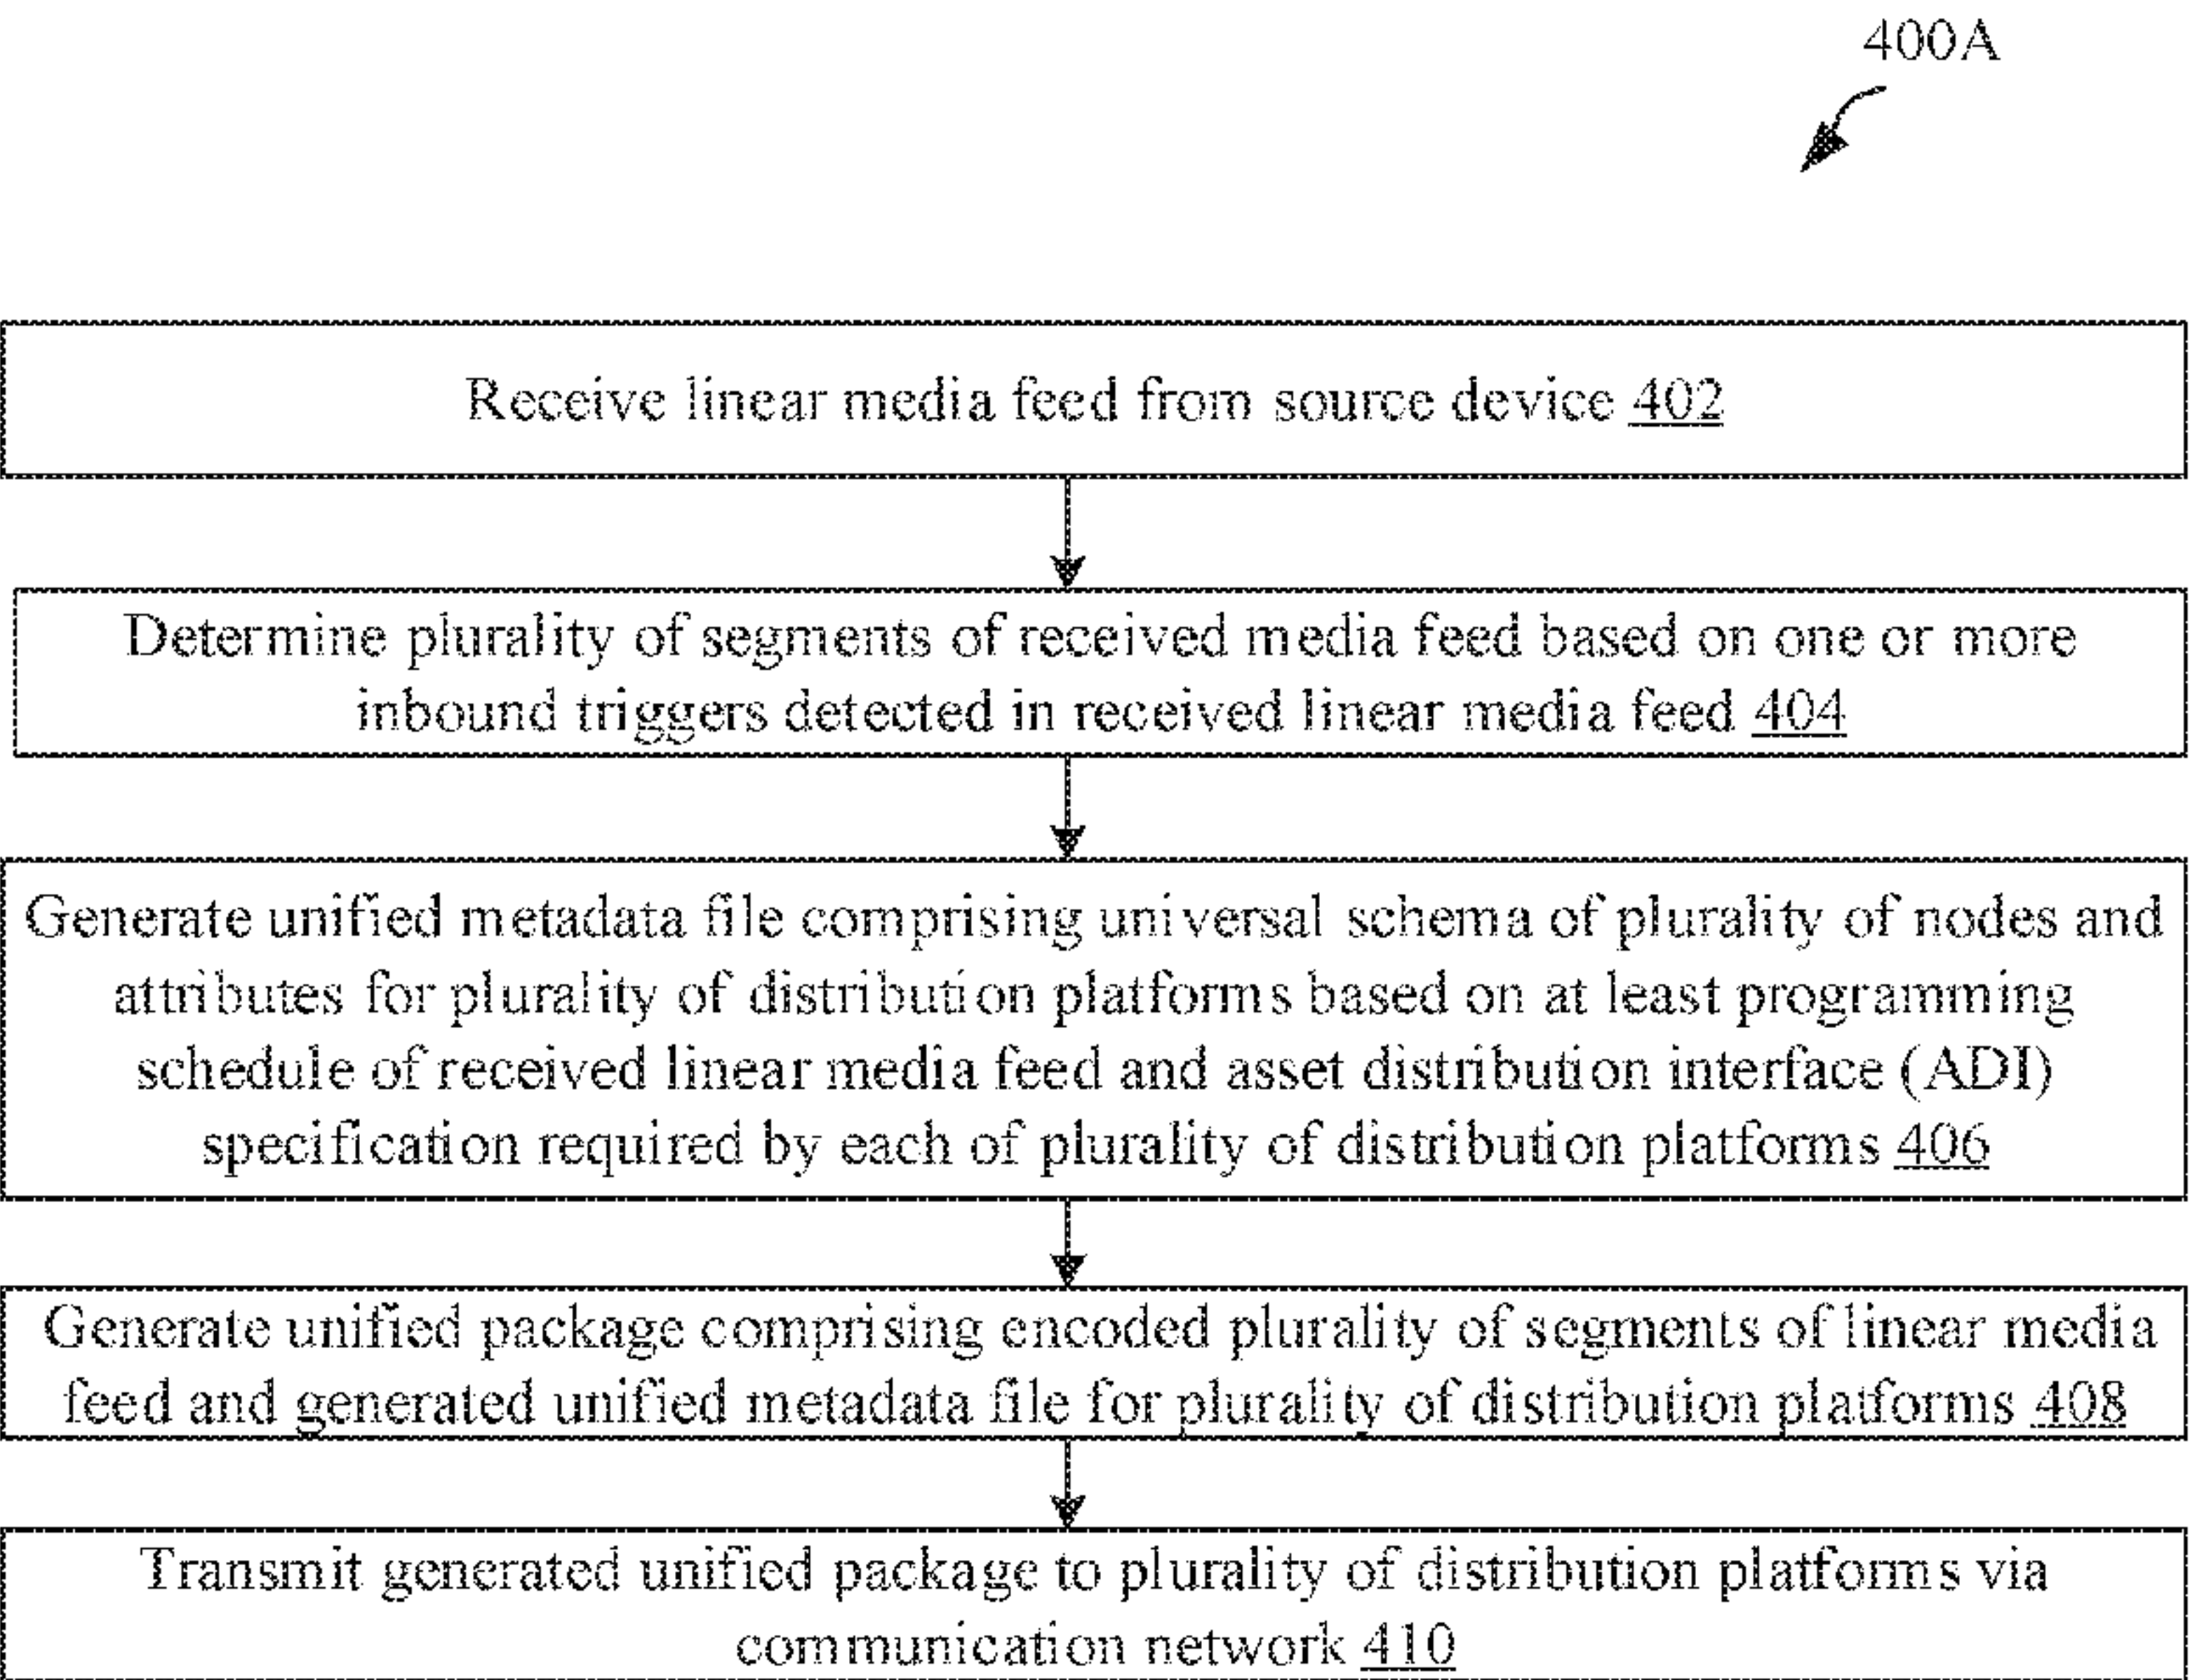 400A
Receive linear media feed from source device 402
Determine plurality of segments of received media feed based on one or more
inbound triggers detected in received linear media feed 404
Generate unified metadata file comprising universal schema of plurality of nodes and
attributes for plurality of distribution platforms based on at least programming
schedule of received linear media feed and asset distribution interface (ADI)
specification required by each of plurality of distribution platforms 406
Generate unified package comprising encoded plurality of segments of linear media
feed and generated unified metadata file for plurality of distribution platforms 408
Transmit generated unified package to plurality of distribution platforms via
communication network 410